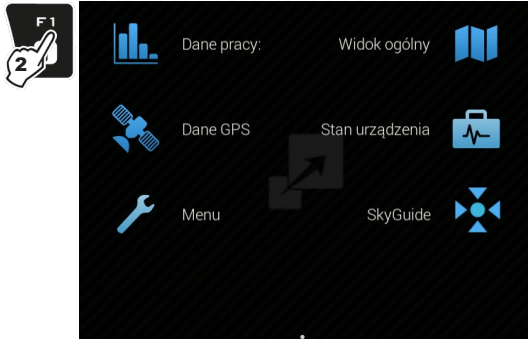 F1
2
Dane pracy:
Widok ogólny
Dane GPS
Stan urządzenia
Menu
SkyGuide